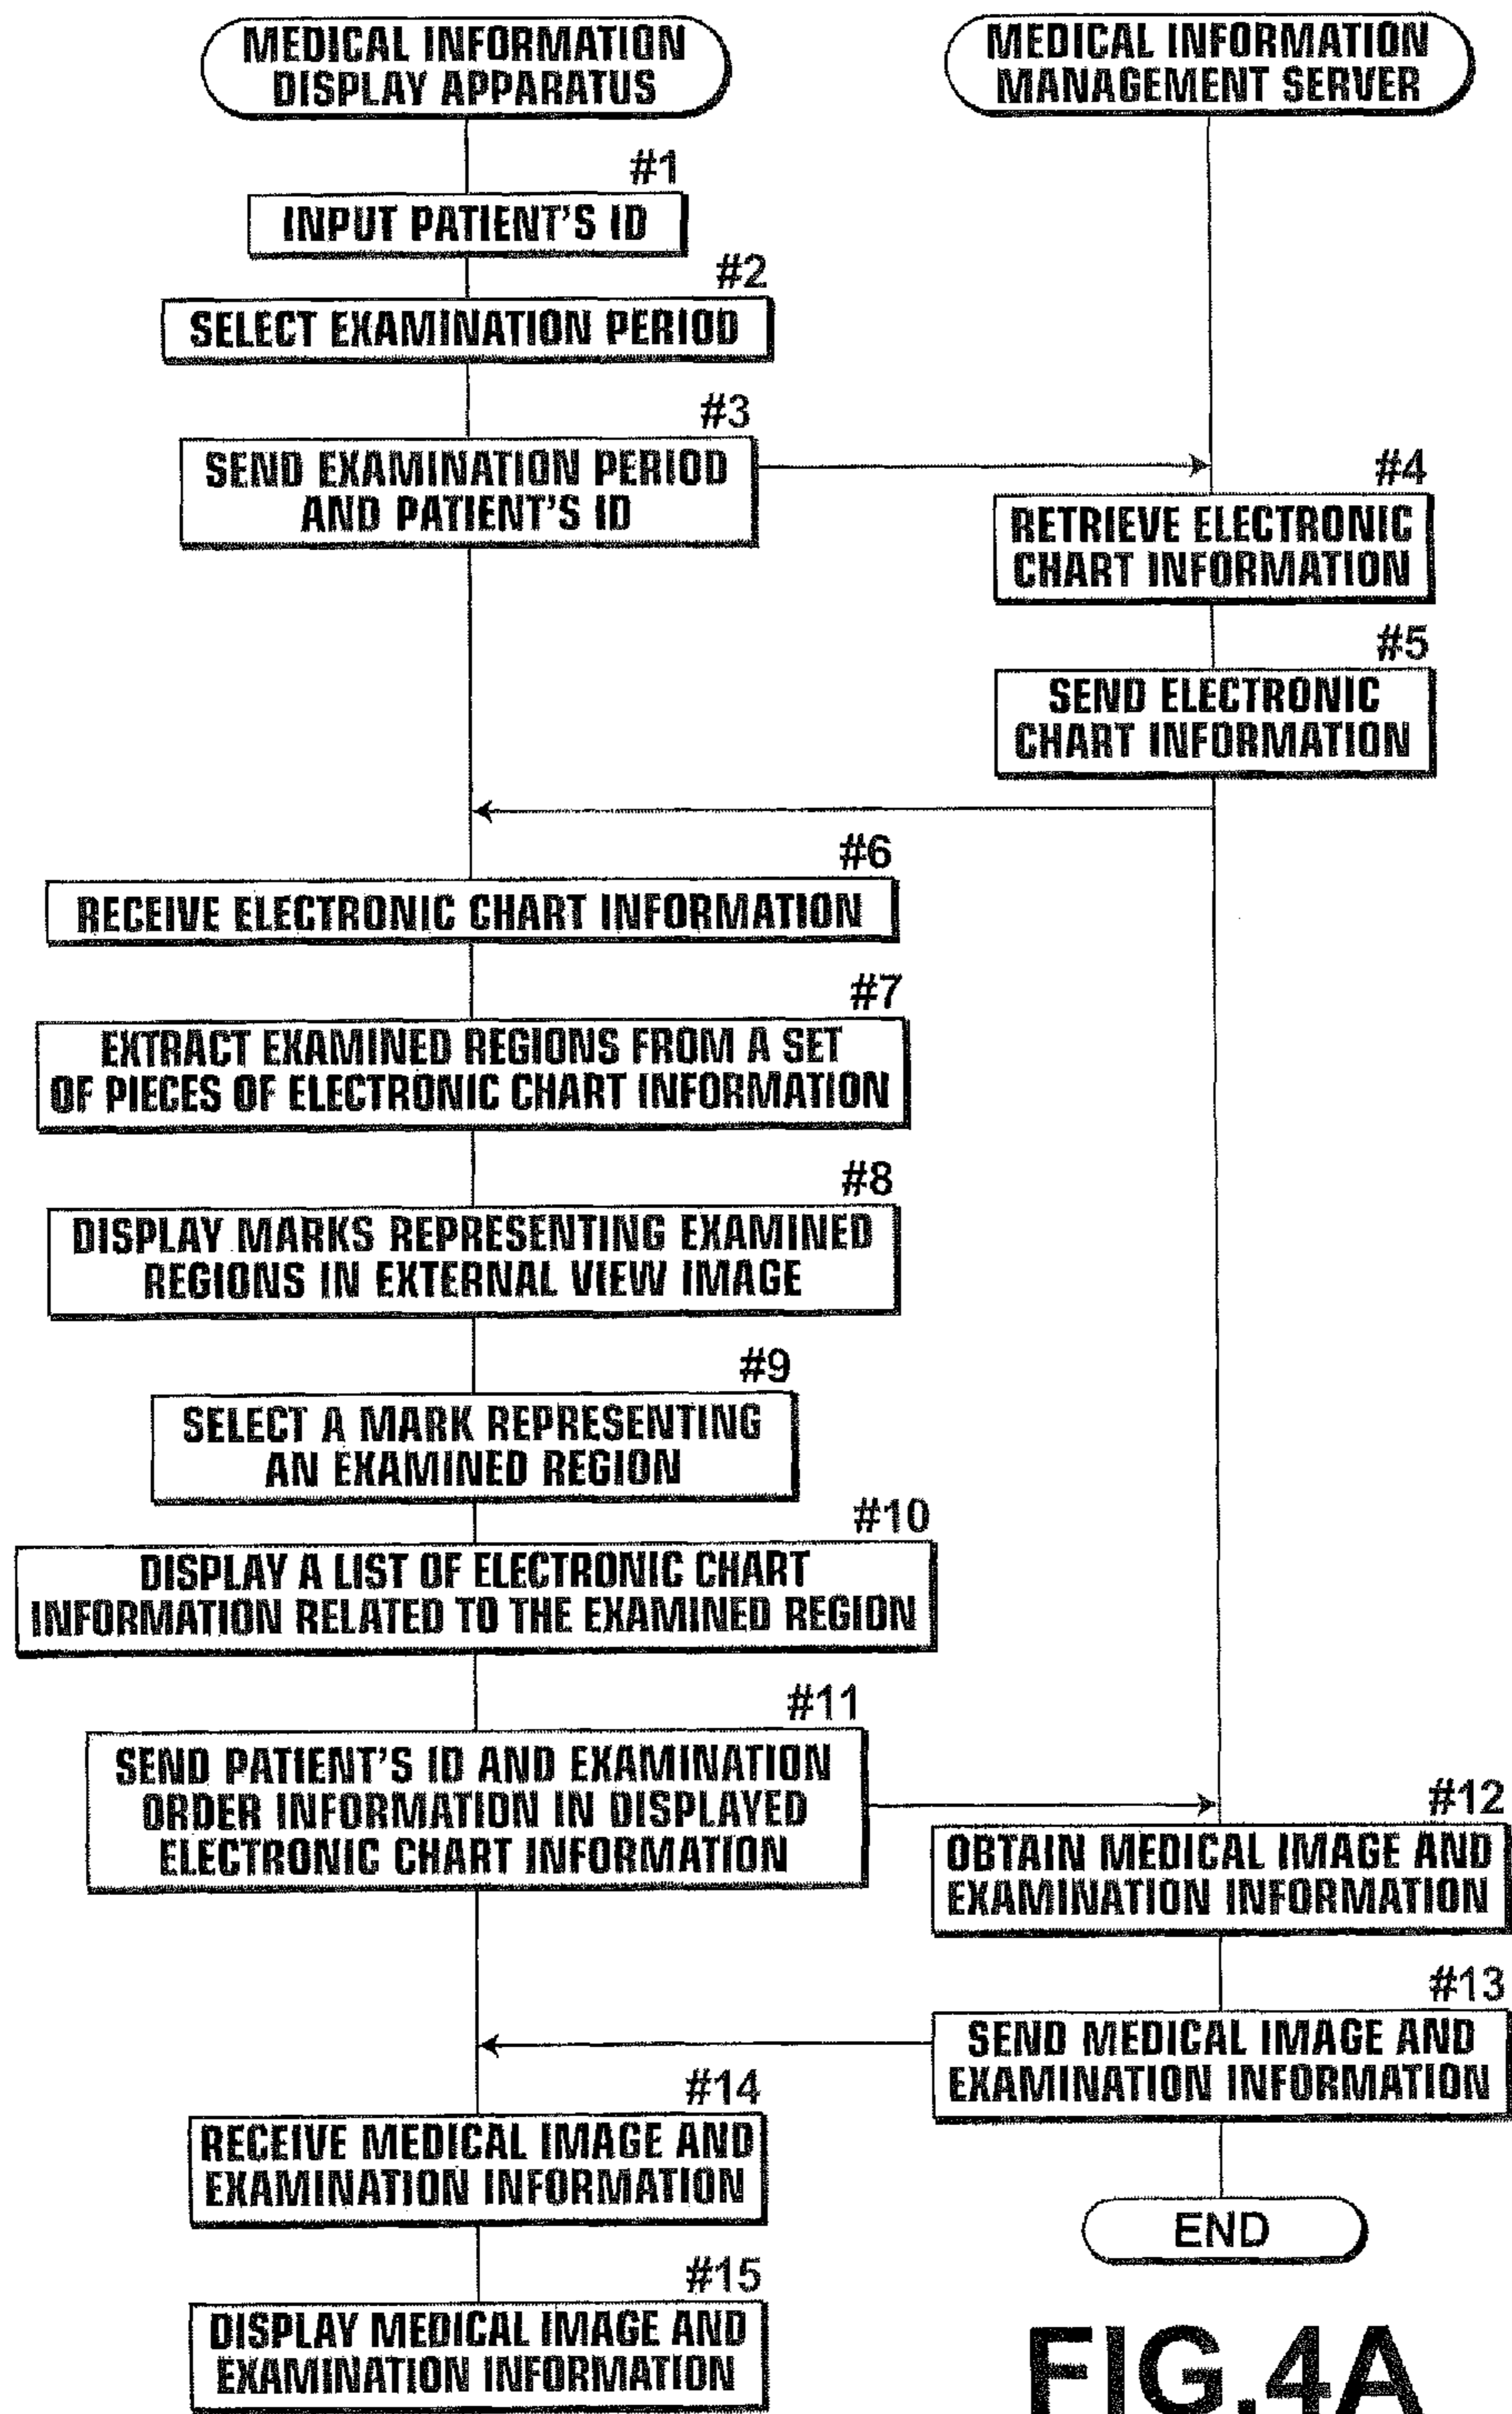 MEDICAL INFORMATION
DISPLAY APPARATUS
MEDICAL INFORMATION
MANAGEMENT SERVER
#1
INPUT PATIENT'S ID
#2
SELECT EXAMINATION PERIOD
#3
SEND EXAMINATION PERIOD
AND PATIENT'S ID
#4
RETRIEVE ELECTRONIC
CHART INFORMATION
#5
SEND ELECTRONIC
CHART INFORMATION
#6
RECEIVE ELECTRONIC CHART INFORMATION
#7
EXTRACT EXAMINED REGIONS FROM A SET
OF PIECES OF ELECTRONIC CHART INFORMATION
#8
DISPLAY MARKS REPRESENTING EXAMINED
REGIONS IN EXTERNAL VIEW IMAGE
#9
SELECT A MARK REPRESENTING
AN EXAMINED REGION
#10
DISPLAY A LIST OF ELECTRONIC CHART
INFORMATION RELATED TO THE EXAMINED REGION
#11
SEND PATIENT'S ID AND EXAMINATION
ORDER INFORMATION IN DISPLAYED
ELECTRONIC CHART INFORMATION
#12
OBTAIN MEDICAL IMAGE AND
EXAMINATION INFORMATION
#13
SEND MEDICAL IMAGE AND
EXAMINATION INFORMATION
#14
RECEIVE MEDICAL IMAGE AND
EXAMINATION INFORMATION
END
#15
DISPLAY MEDICAL IMAGE AND
EXAMINATION INFORMATION
FIG.4A